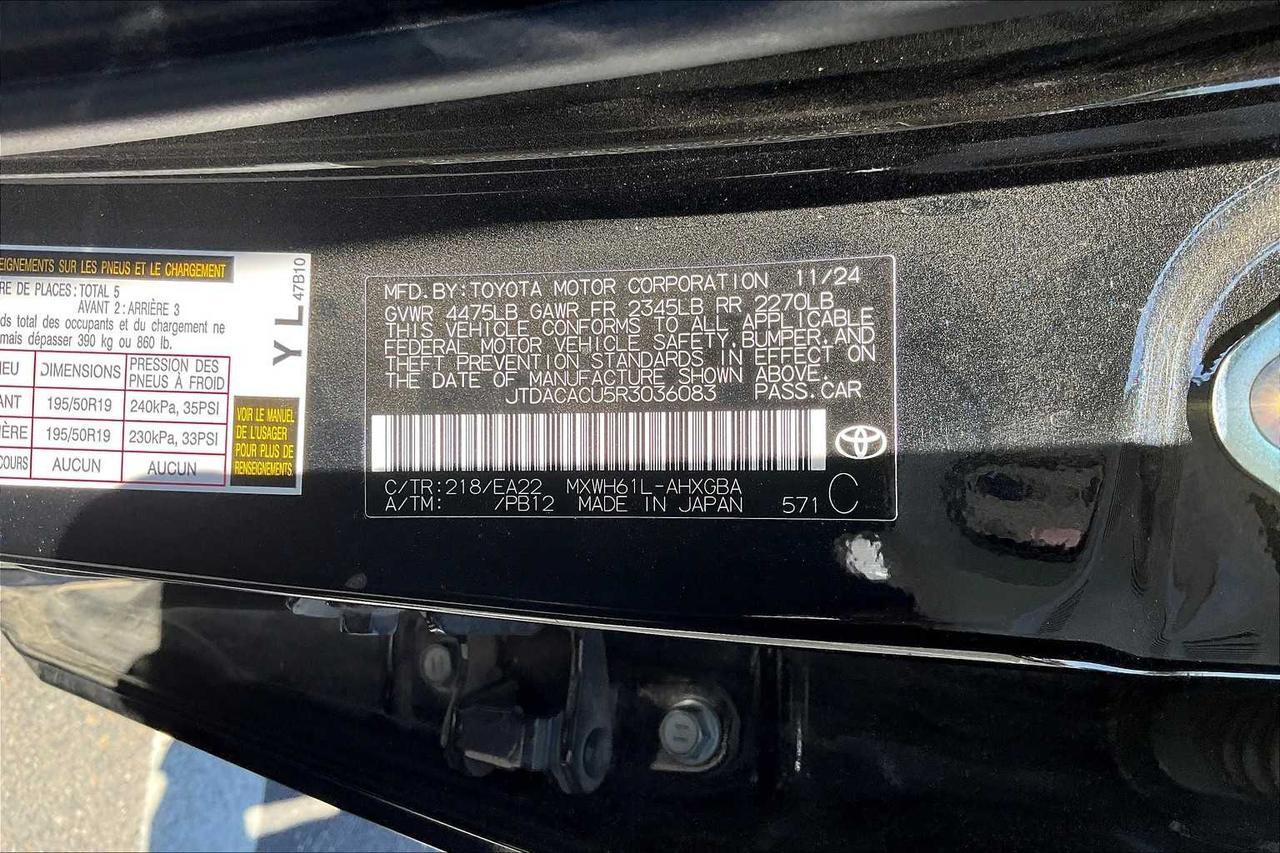 EIGNEMENTS SUR LES PNEUS ET LE CHARGEMENT
RE DE PLACES: TOTAL 5
AVANT 2: ARRIÈRE 3
ds total des occupants et du chargement ne
mais dépasser 390 kg ou 860 lb.
IEU DIMENSIONS PRESSION DES PNEUS À FROID
ANT 195/50R19 240kPa, 35PSI
IÈRE 195/50R19 230kPa, 33PSI
COURS AUCUN AUCUN
VOIR LE MANUEL
DE L'USAGER
POUR PLUS DE
RENSEIGNEMENTS
YL
47B10
MFD.BY:TOYOTA MOTOR CORPORATION 11/24
GVWR 4475LB GAWR FR 2345LB RR 2270LB
THIS VEHICLE CONFORMS TO ALL APPLICABLE
FEDERAL MOTOR VEHICLE SAFETY,BUMPER,AND
THEFT PREVENTION STANDARDS IN EFFECT ON
THE DATE OF MANUFACTURE SHOWN ABOVE.
JTDACACU5R3036083 PASS.CAR
C/TR:218/EA22 MXWH61L-AHXGBA
A/TM: /PB12 MADE IN JAPAN 571 C